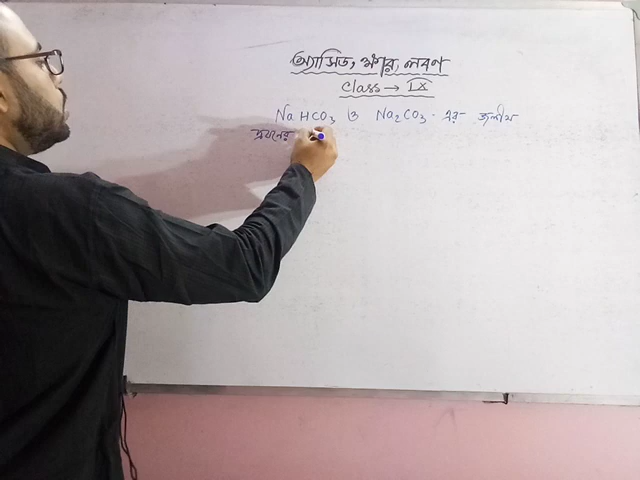 অ্যাসিড, ক্ষার, লবণ
Class → IX
NaHCO₃ ও Na₂CO₃ - এর জলীয়
দ্রবণের